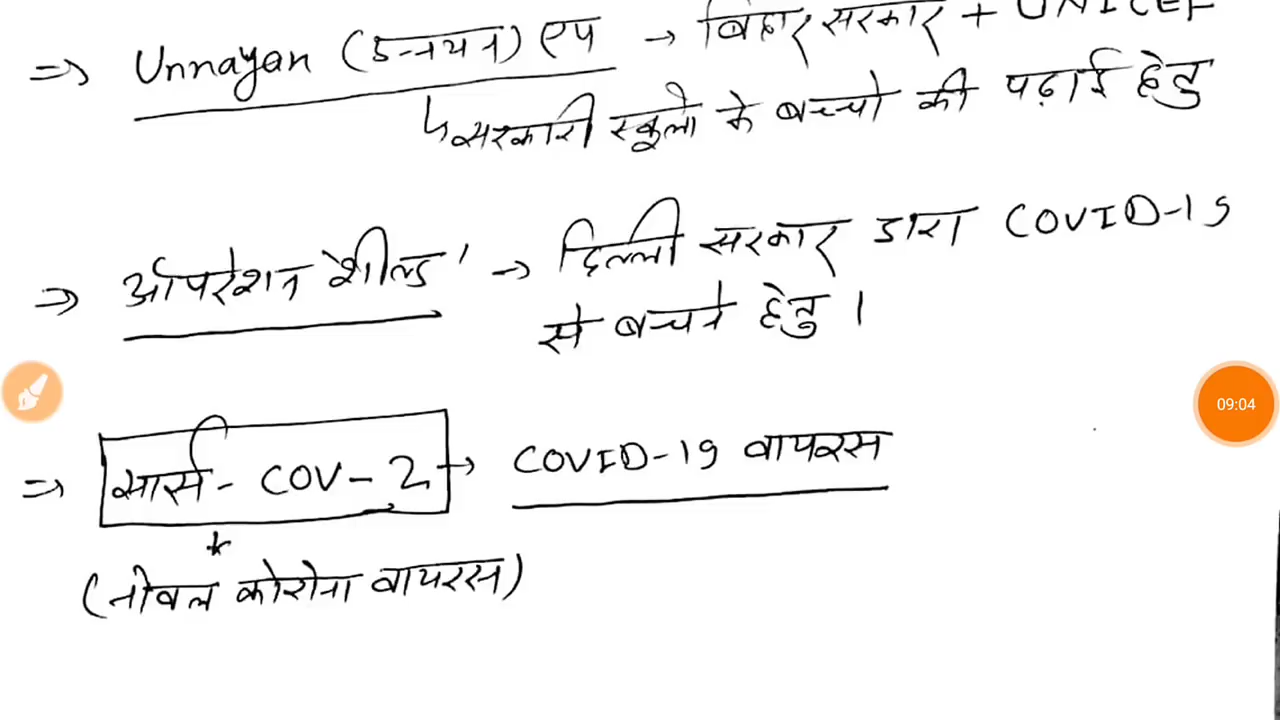 => Unnayan (उन्नयन) एप → बिहार सरकार + UNICEF
↳ सरकारी स्कूलो के बच्चो की पढ़ाई हेतु
=> ऑपरेशन शील्ड' → दिल्ली सरकार द्वारा COVID-19
से बचने हेतु ।
=> सार्स - COV - 2 → COVID-19 वायरस
(नोवल कोरोना वायरस)
09:04